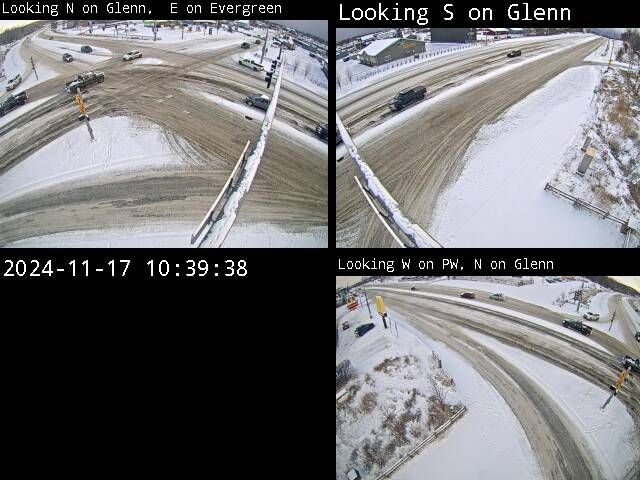 Looking N on Glenn, E on Evergreen
Looking S on Glenn
2024-11-17 10:39:38
Looking W on PW, N on Glenn